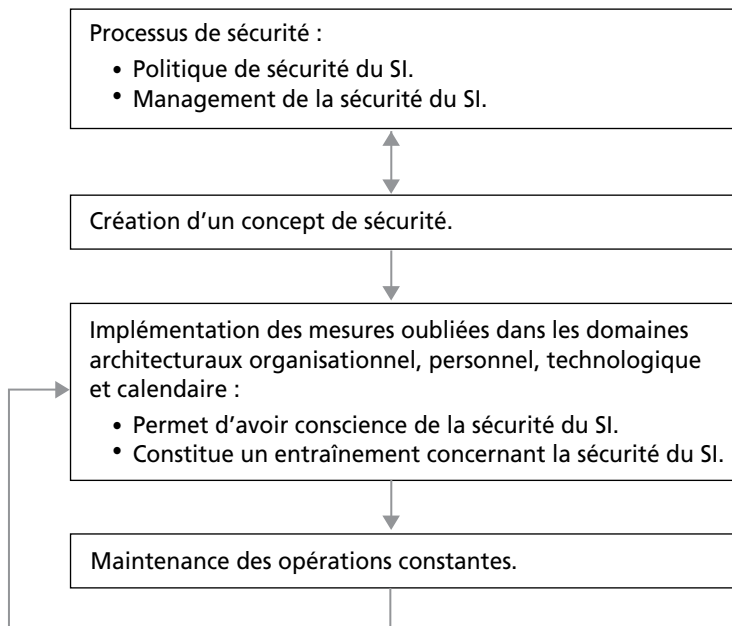 Processus de sécurité :
• Politique de sécurité du SI.
• Management de la sécurité du SI.
Création d'un concept de sécurité.
Implémentation des mesures oubliées dans les domaines
architecturaux organisationnel, personnel, technologique
et calendaire :
• Permet d'avoir conscience de la sécurité du SI.
• Constitue un entraînement concernant la sécurité du SI.
Maintenance des opérations constantes.